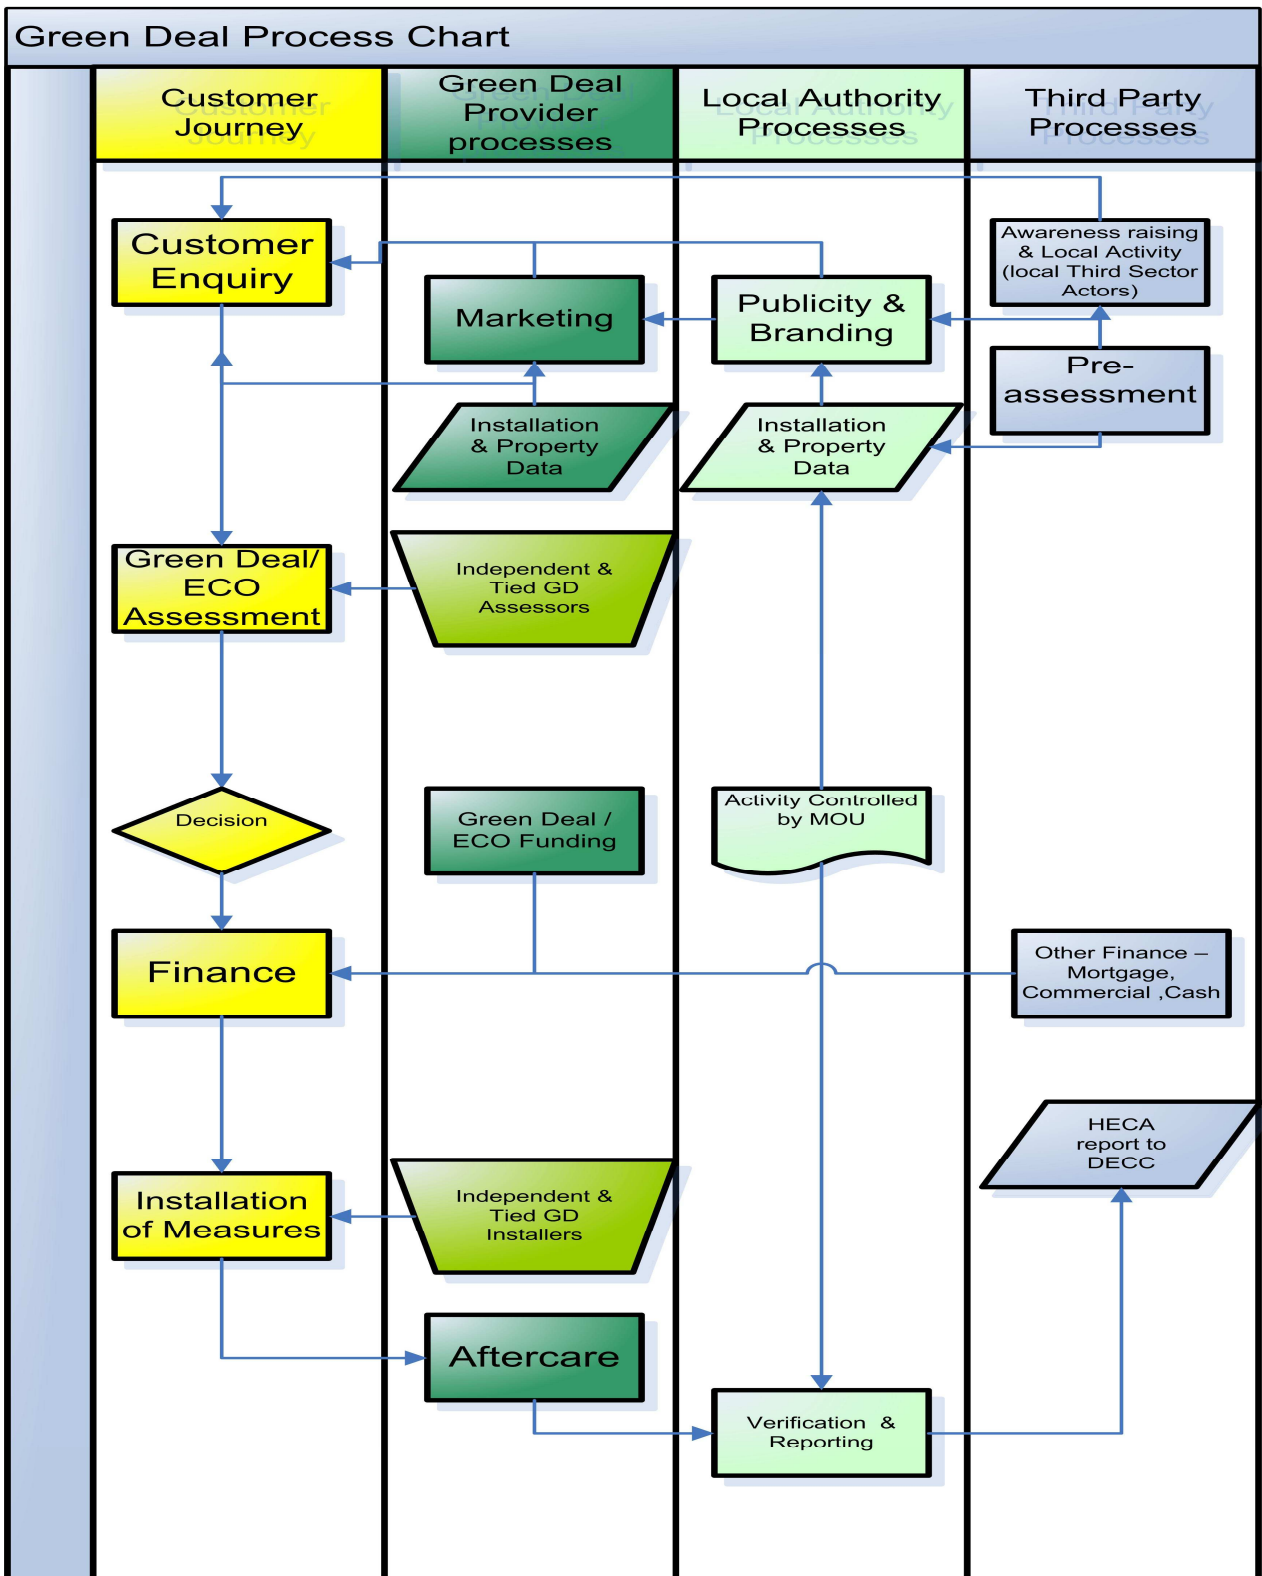 Green Deal Process Chart
Customer
Journey
Green Deal
Provider
processes
Local Authority
Processes
Third Party
Processes
Customer
Enquiry
Awareness raising
& Local Activity
(local Third Sector
Actors)
Marketing
Publicity &
Branding
Pre-
assessment
Installation
& Property
Data
Installation
& Property
Data
Green Deal/
ECO
Assessment
Independent &
Tied GD
Assessors
Decision
Green Deal /
ECO Funding
Activity Controlled
by MOU
Finance
Other Finance –
Mortgage,
Commercial ,Cash
HECA
report to
DECC
Installation
of Measures
Independent &
Tied GD
Installers
Aftercare
Verification &
Reporting